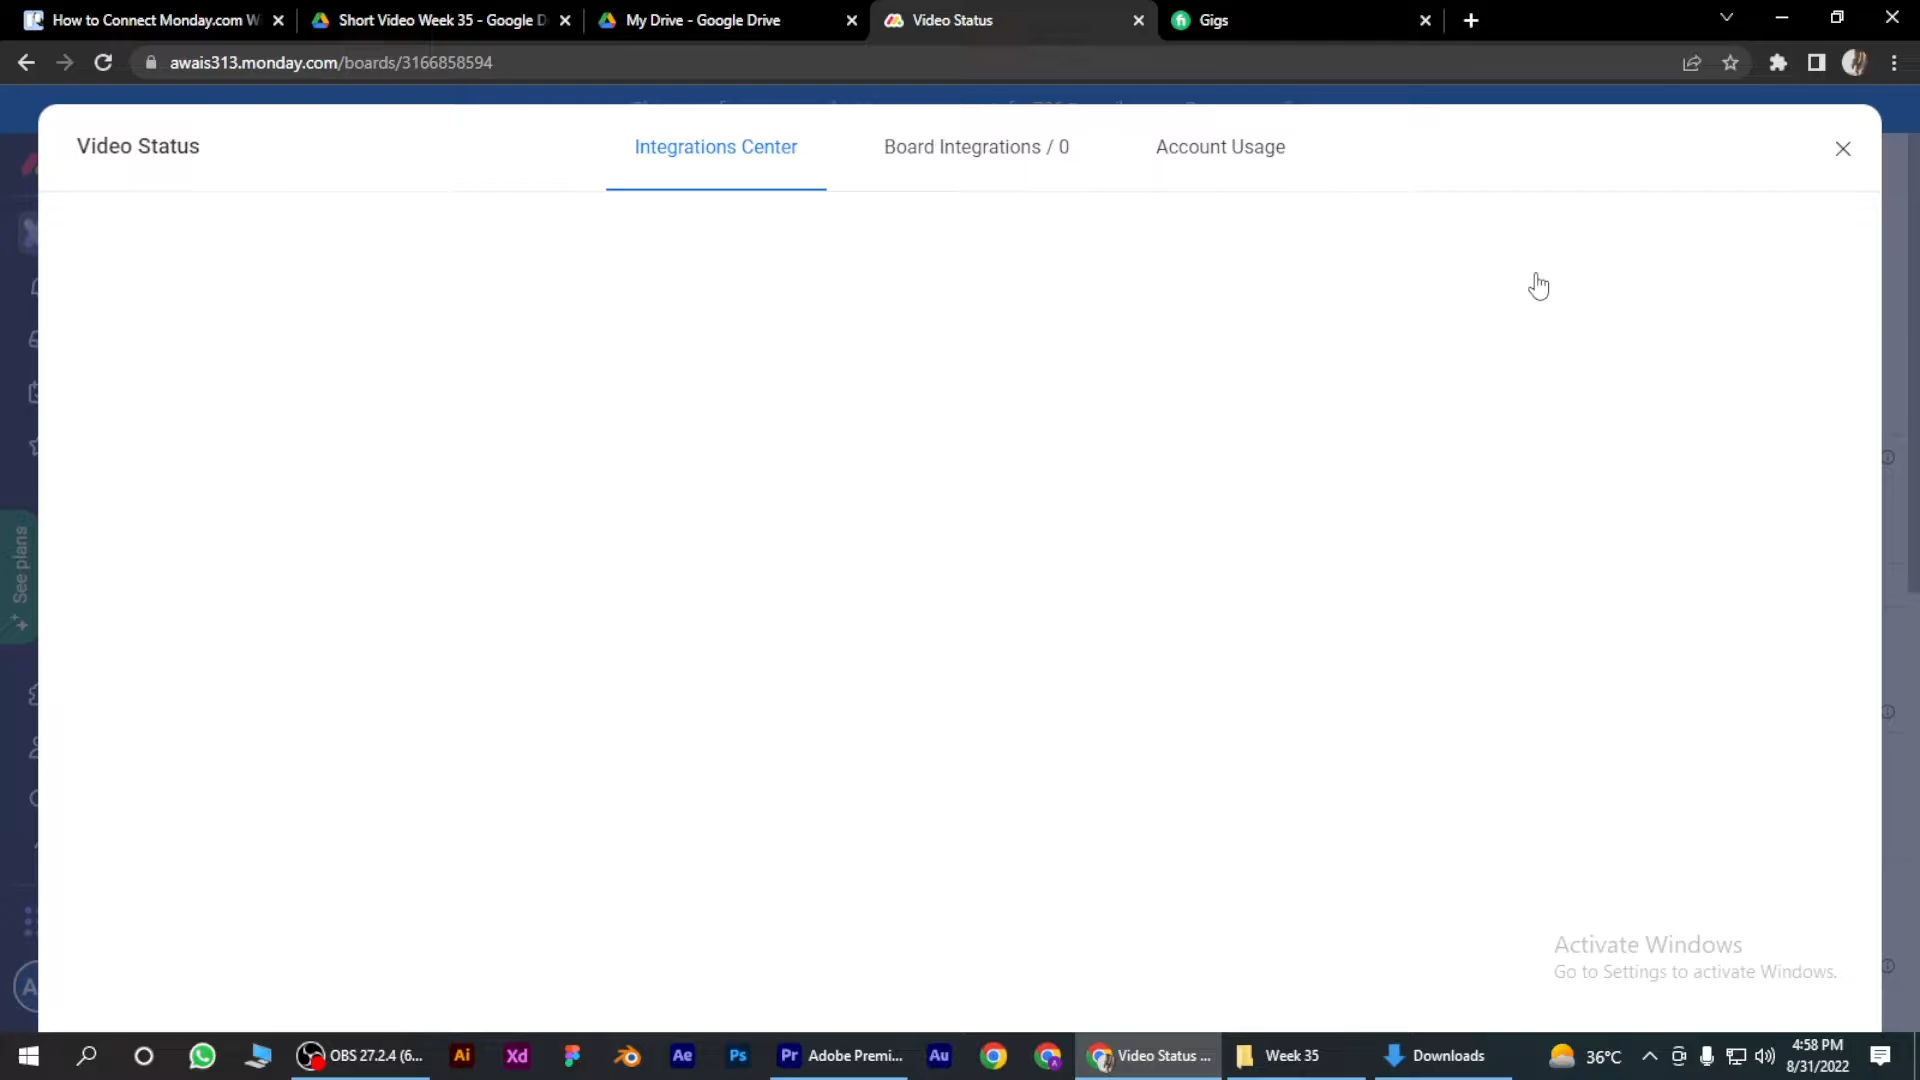 How to Connect Monday.com W
Short Video Week 35 - Google D
My Drive - Google Drive
Video Status
Gigs
awais313.monday.com/boards/3166858594
Video Status
Integrations Center
Board Integrations / 0
Account Usage
See plans
A
Activate Windows
Go to Settings to activate Windows.
OBS 27.2.4 (6...
Ai
Xd
Ae
Ps
Pr
Adobe Premi...
Au
Video Status ...
Week 35
Downloads
36°C
4:58 PM
8/31/2022